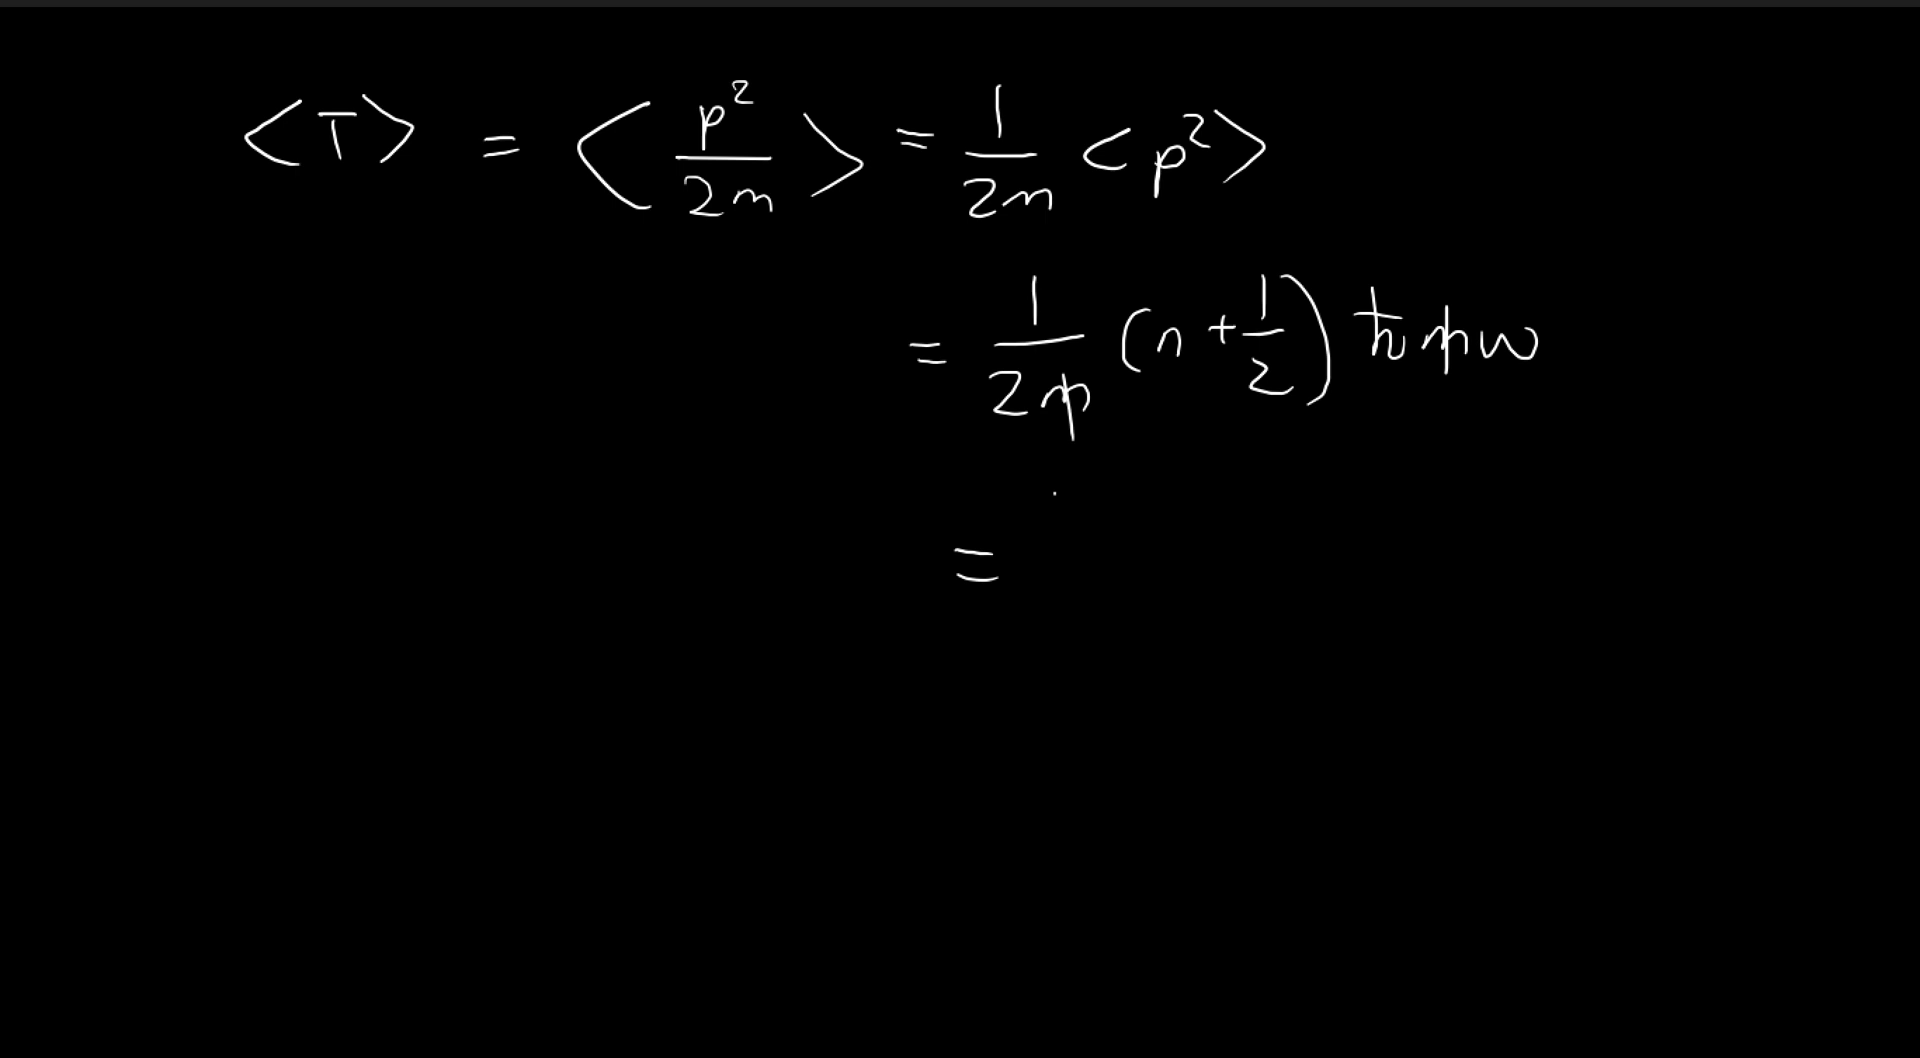 <T> = <p²/2m> = 1/2m <p²>
= 1/2m (n + 1/2) ħmω
=